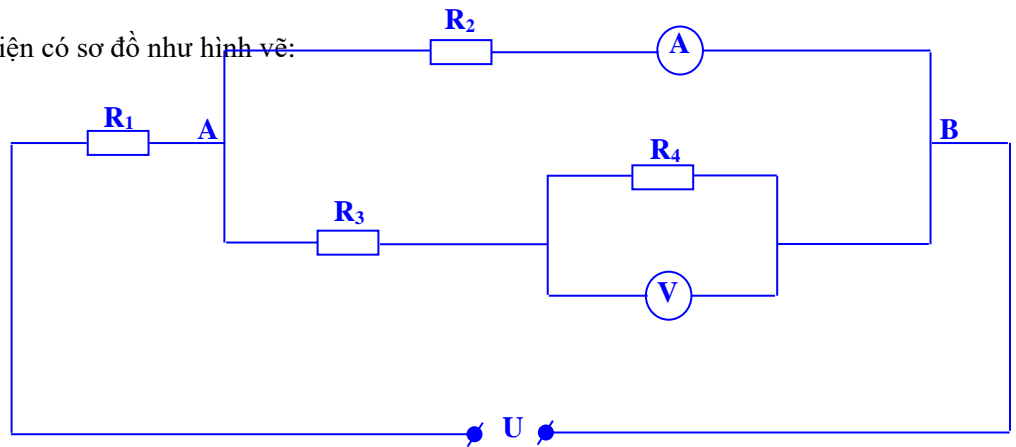 R₂
iện có sơ đồ như hình vẽ:
A
R₁
A
B
R₄
R₃
V
U